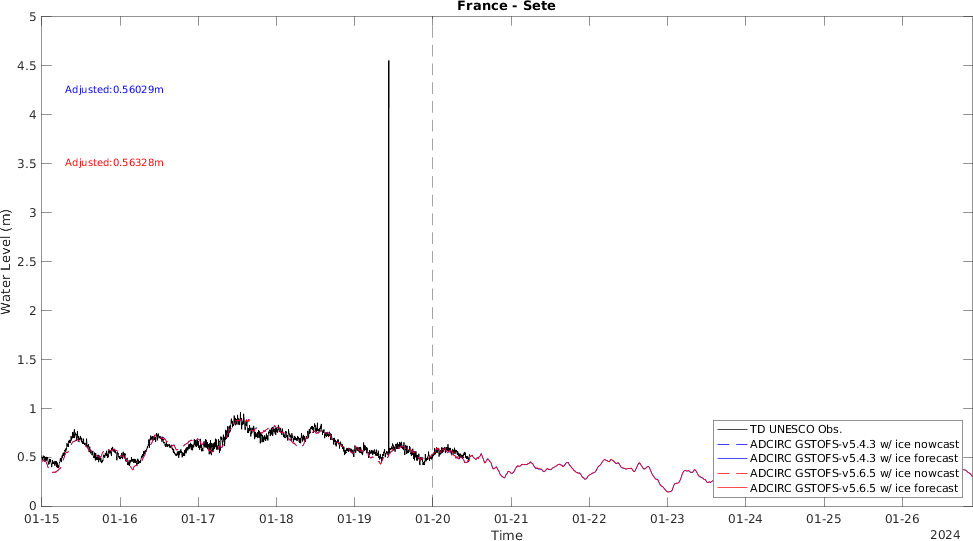 France - Sete
5
4.5
4
3.5
3
2.5
2
1.5
1
0.5
0
Water Level (m)
Adjusted:0.56029m
Adjusted:0.56328m
TD UNESCO Obs.
ADCIRC GSTOFS-v5.4.3 w/ ice nowcast
ADCIRC GSTOFS-v5.4.3 w/ ice forecast
ADCIRC GSTOFS-v5.6.5 w/ ice nowcast
ADCIRC GSTOFS-v5.6.5 w/ ice forecast
01-15 01-16 01-17 01-18 01-19 01-20 01-21 01-22 01-23 01-24 01-25 01-26
Time
2024